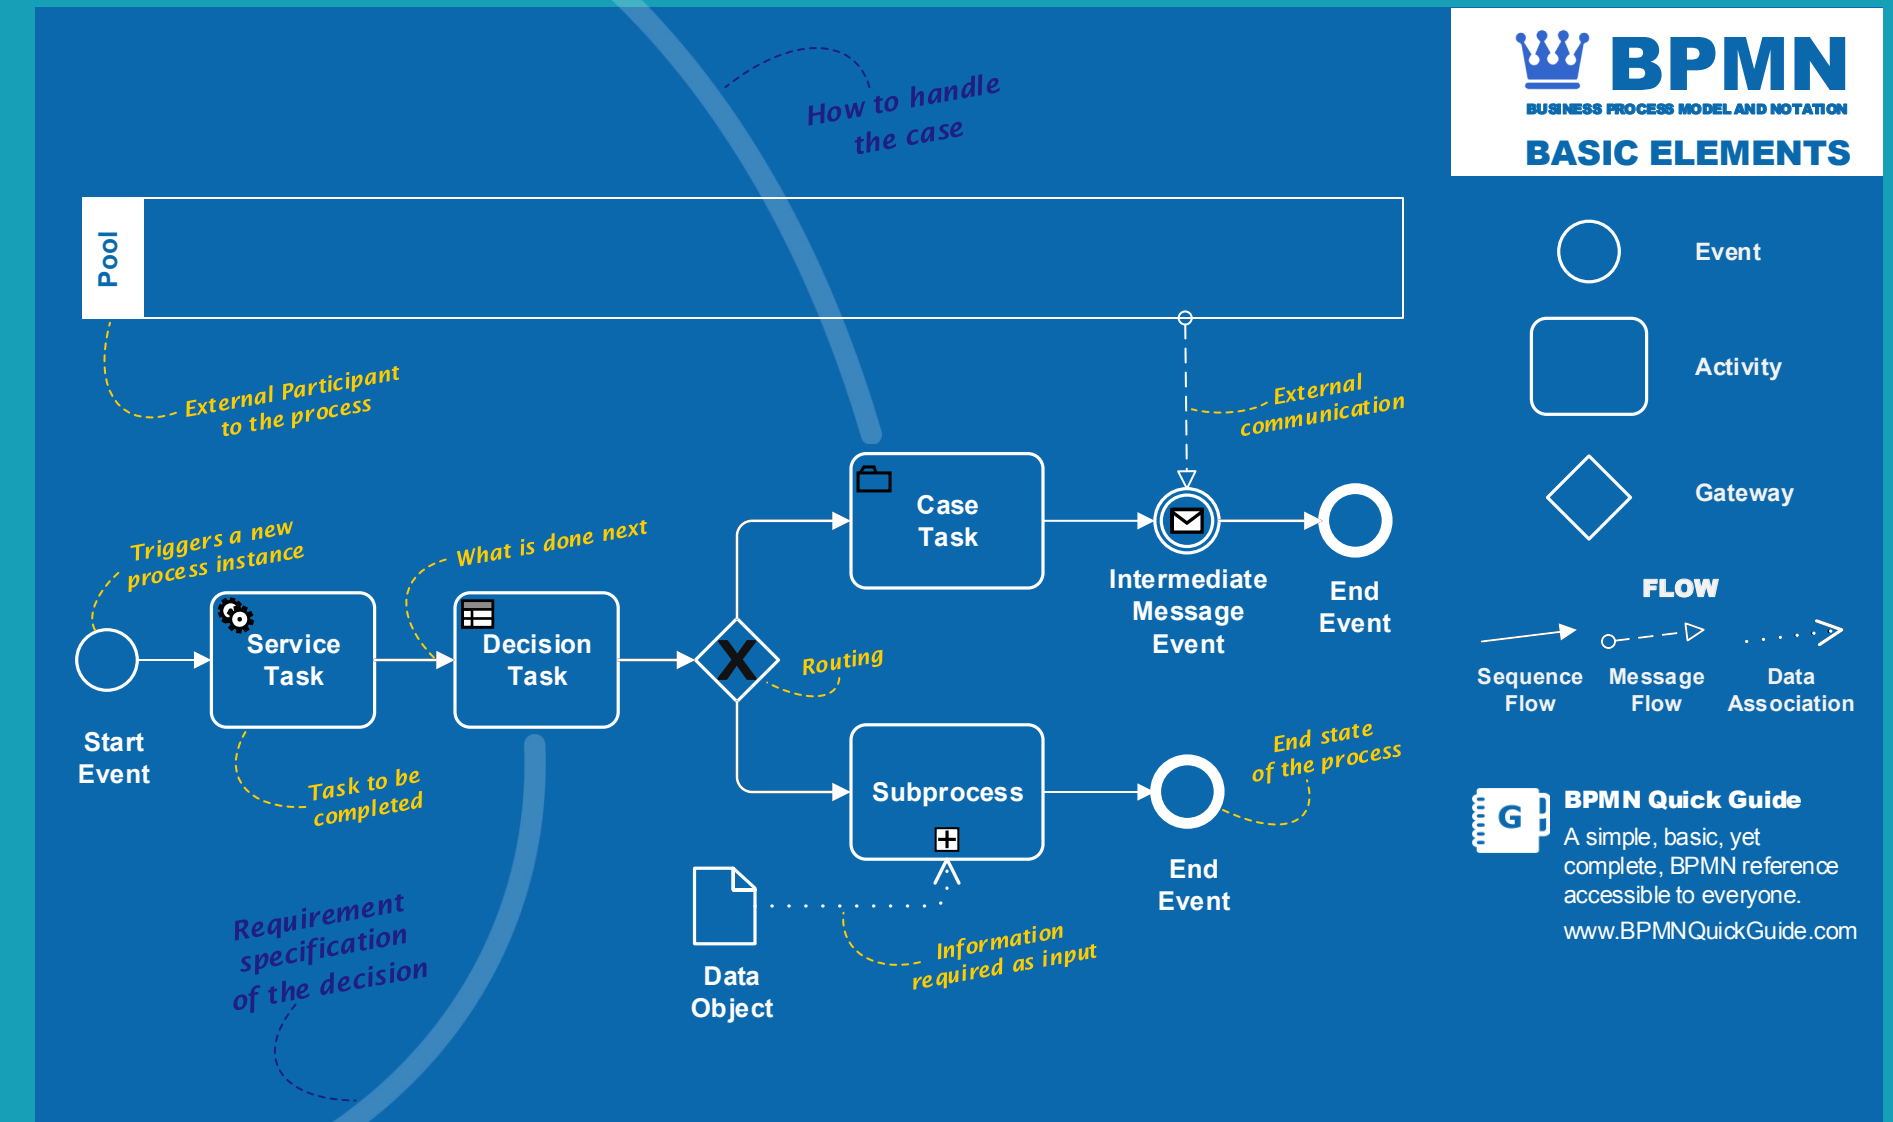 BPMN
BUSINESS PROCESS MODEL AND NOTATION
BASIC ELEMENTS
How to handle
the case
Pool
External Participant
to the process
External
communication
Triggers a new
process instance
What is done next
Case
Task
Service
Task
Decision
Task
X
Routing
Intermediate
Message
Event
End
Event
Start
Event
Task to be
completed
Subprocess
End state
of the process
End
Event
Requirement
specification
of the decision
Data
Object
Information
required as input
Event
Activity
Gateway
FLOW
Sequence
Flow
Message
Flow
Data
Association
G
BPMN Quick Guide
A simple, basic, yet
complete, BPMN reference
accessible to everyone.
www.BPMNQuickGuide.com